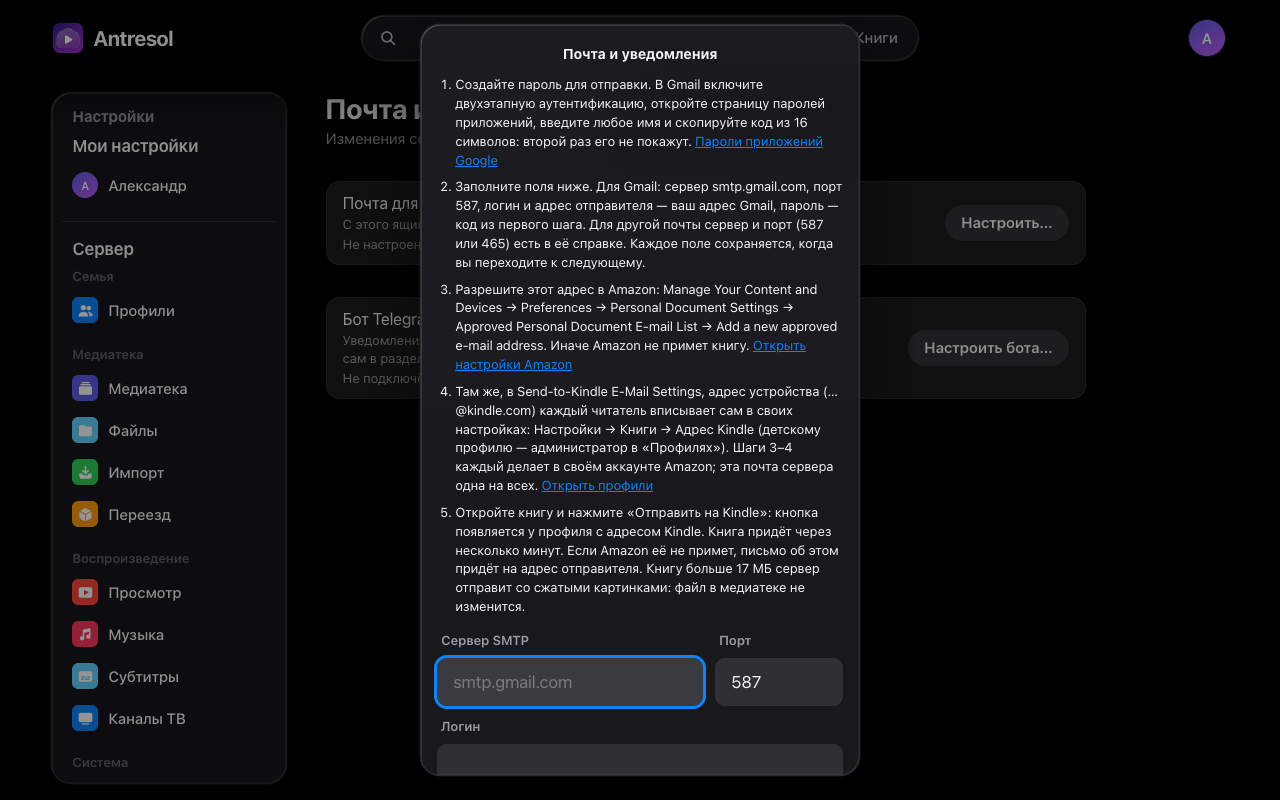 Antresol
Книги
A
Настройки
Мои настройки
A
Александр
Сервер
Семья
Профили
Медиатека
Медиатека
Файлы
Импорт
Переезд
Воспроизведение
Просмотр
Музыка
Субтитры
Каналы ТВ
Система
Почта и
Изменения
Почта для
С этого
Не настроен
Настроить...
Бот
Уведомлени
сам в
Не
Настроить бота...
Почта и уведомления
1. Создайте пароль для отправки. В Gmail включите
двухэтапную аутентификацию, откройте страницу паролей
приложений, введите любое имя и скопируйте код из 16
символов: второй раз его не покажут. Пароли приложений
Google
2. Заполните поля ниже. Для Gmail: сервер smtp.gmail.com, порт
587, логин и адрес отправителя — ваш адрес Gmail, пароль —
код из первого шага. Для другой почты сервер и порт (587
или 465) есть в её справке. Каждое поле сохраняется, когда
вы переходите к следующему.
3. Разрешите этот адрес в Amazon: Manage Your Content and
Devices → Preferences → Personal Document Settings →
Approved Personal Document E-mail List → Add a new approved
e-mail address. Иначе Amazon не примет книгу. Открыть
настройки Amazon
4. Там же, в Send-to-Kindle E-Mail Settings, адрес устройства (...
@kindle.com) каждый читатель вписывает сам в своих
настройках: Настройки → Книги → Адрес Kindle (детскому
профилю — администратор в «Профилях»). Шаги 3–4
каждый делает в своём аккаунте Amazon; эта почта сервера
одна на всех. Открыть профили
5. Откройте книгу и нажмите «Отправить на Kindle»: кнопка
появляется у профиля с адресом Kindle. Книга придёт через
несколько минут. Если Amazon её не примет, письмо об этом
придёт на адрес отправителя. Книгу больше 17 МБ сервер
отправит со сжатыми картинками: файл в медиатеке не
изменится.
Сервер SMTP
Порт
smtp.gmail.com
587
Логин